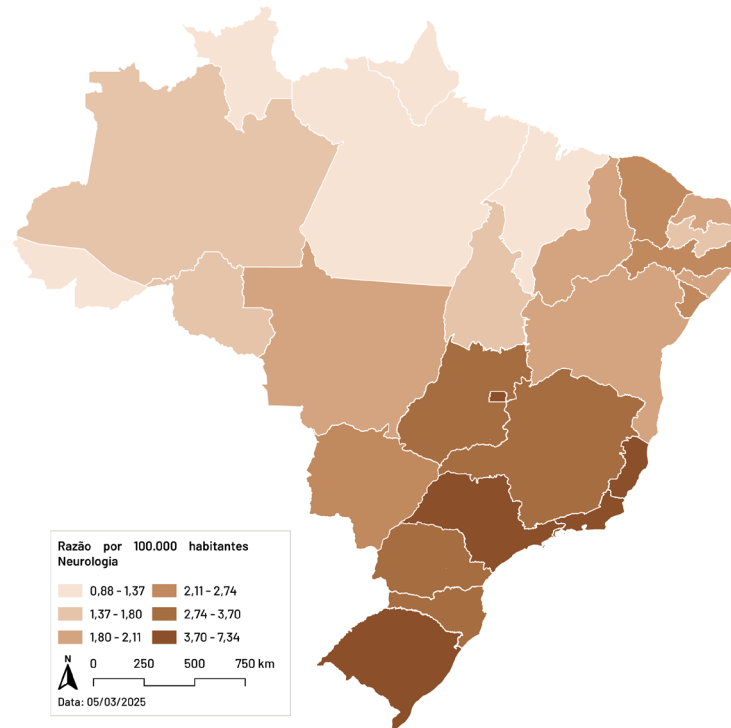 Razão por 100.000 habitantes
Neurologia
0,88 - 1,37 2,11 - 2,74
1,37 - 1,80 2,74 - 3,70
1,80 - 2,11 3,70 - 7,34
N
0 250 500 750 km
Data: 05/03/2025